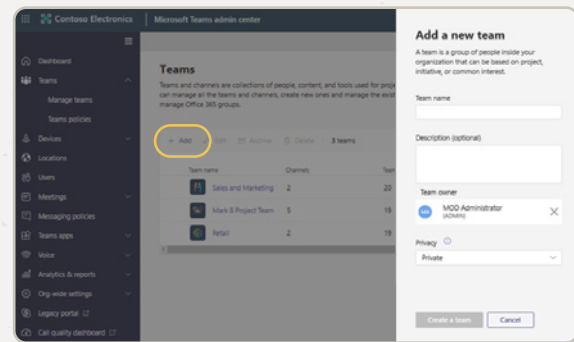 Contoso Electronics
Microsoft Teams admin center
Dashboard
Teams
Manage teams
Teams policies
Devices
Locations
Users
Meetings
Messaging policies
Teams apps
Voice
Analytics & reports
Org-wide settings
Legacy portal
Call quality dashboard
Teams
Teams and channels are collections of people, content, and tools used for proje
can manage all the teams and channels, create new ones and manage the exist
manage Office 365 groups.
+ Add
Edit
Archive
Delete
3 teams
Team name Channels Team
Sales and Marketing 2 20
Mark 8 Project Team 5 19
Retail 2 19
Add a new team
A team is a group of people inside your
organization that can be based on project,
initiative, or common interest.
Team name
Description (optional)
Team owner
MOD Administrator
(ADMIN)
Privacy
Private
Create a team
Cancel